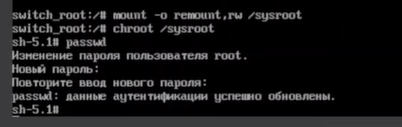 switch_root:/# mount -o remount,rw /sysroot
switch_root:/# chroot /sysroot
sh-5.1# passwd
Изменение пароля пользователя root.
Новый пароль:
Повторите ввод нового пароля:
passwd: данные аутентификации успешно обновлены.
sh-5.1#